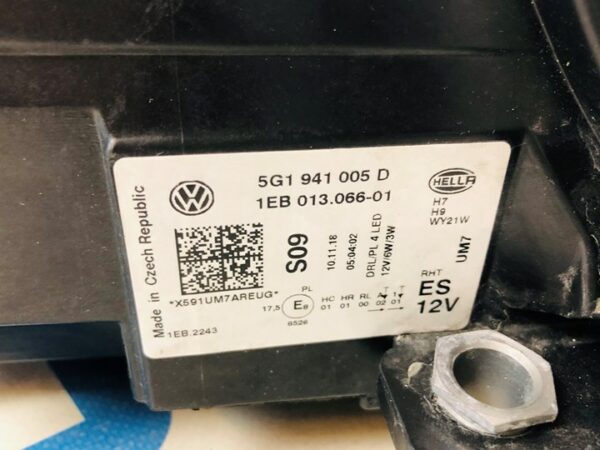 5G1 941 005 D
1EB 013.066-01
HELLA
H7
H9
WY21W
UM7
Made in Czech Republic
S09
10.11.18
05:04:02
DRL/PL 4 LED
12V/6W/3W
*X591UM7AREUG*
PL
17,5 E8 HC HR RL A 1
01 01 00 02 01
6526
RHT
ES
12V
1EB.2243